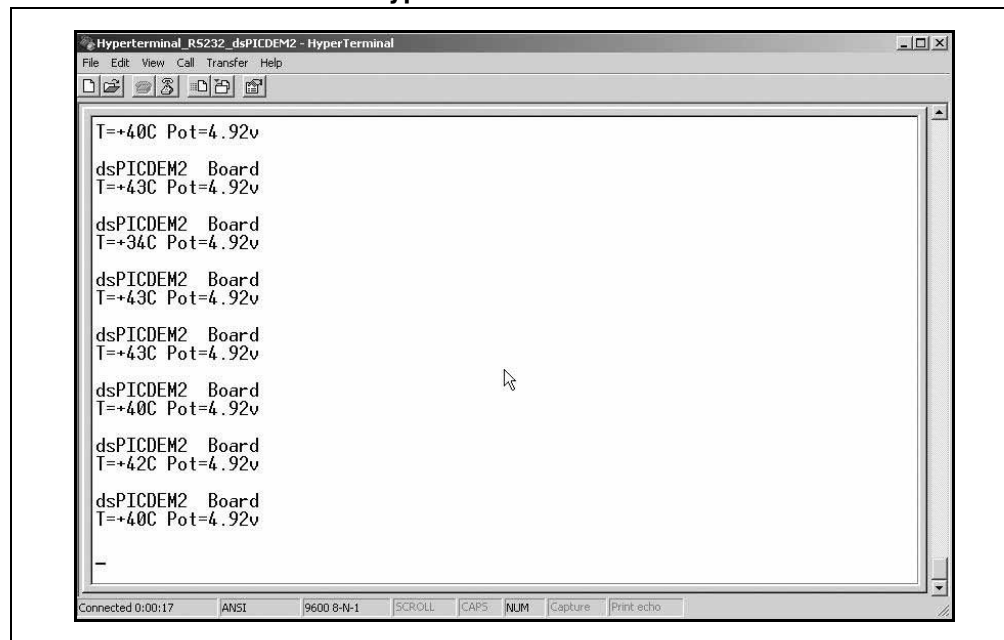 Hyperterminal_RS232_dsPICDEM2 - HyperTerminal
File Edit View Call Transfer Help
T=+40C Pot=4.92v
dsPICDEM2 Board
T=+43C Pot=4.92v
dsPICDEM2 Board
T=+34C Pot=4.92v
dsPICDEM2 Board
T=+43C Pot=4.92v
dsPICDEM2 Board
T=+43C Pot=4.92v
dsPICDEM2 Board
T=+40C Pot=4.92v
dsPICDEM2 Board
T=+42C Pot=4.92v
dsPICDEM2 Board
T=+40C Pot=4.92v
_
Connected 0:00:17 ANSI 9600 8-N-1 SCROLL CAPS NUM Capture Print echo